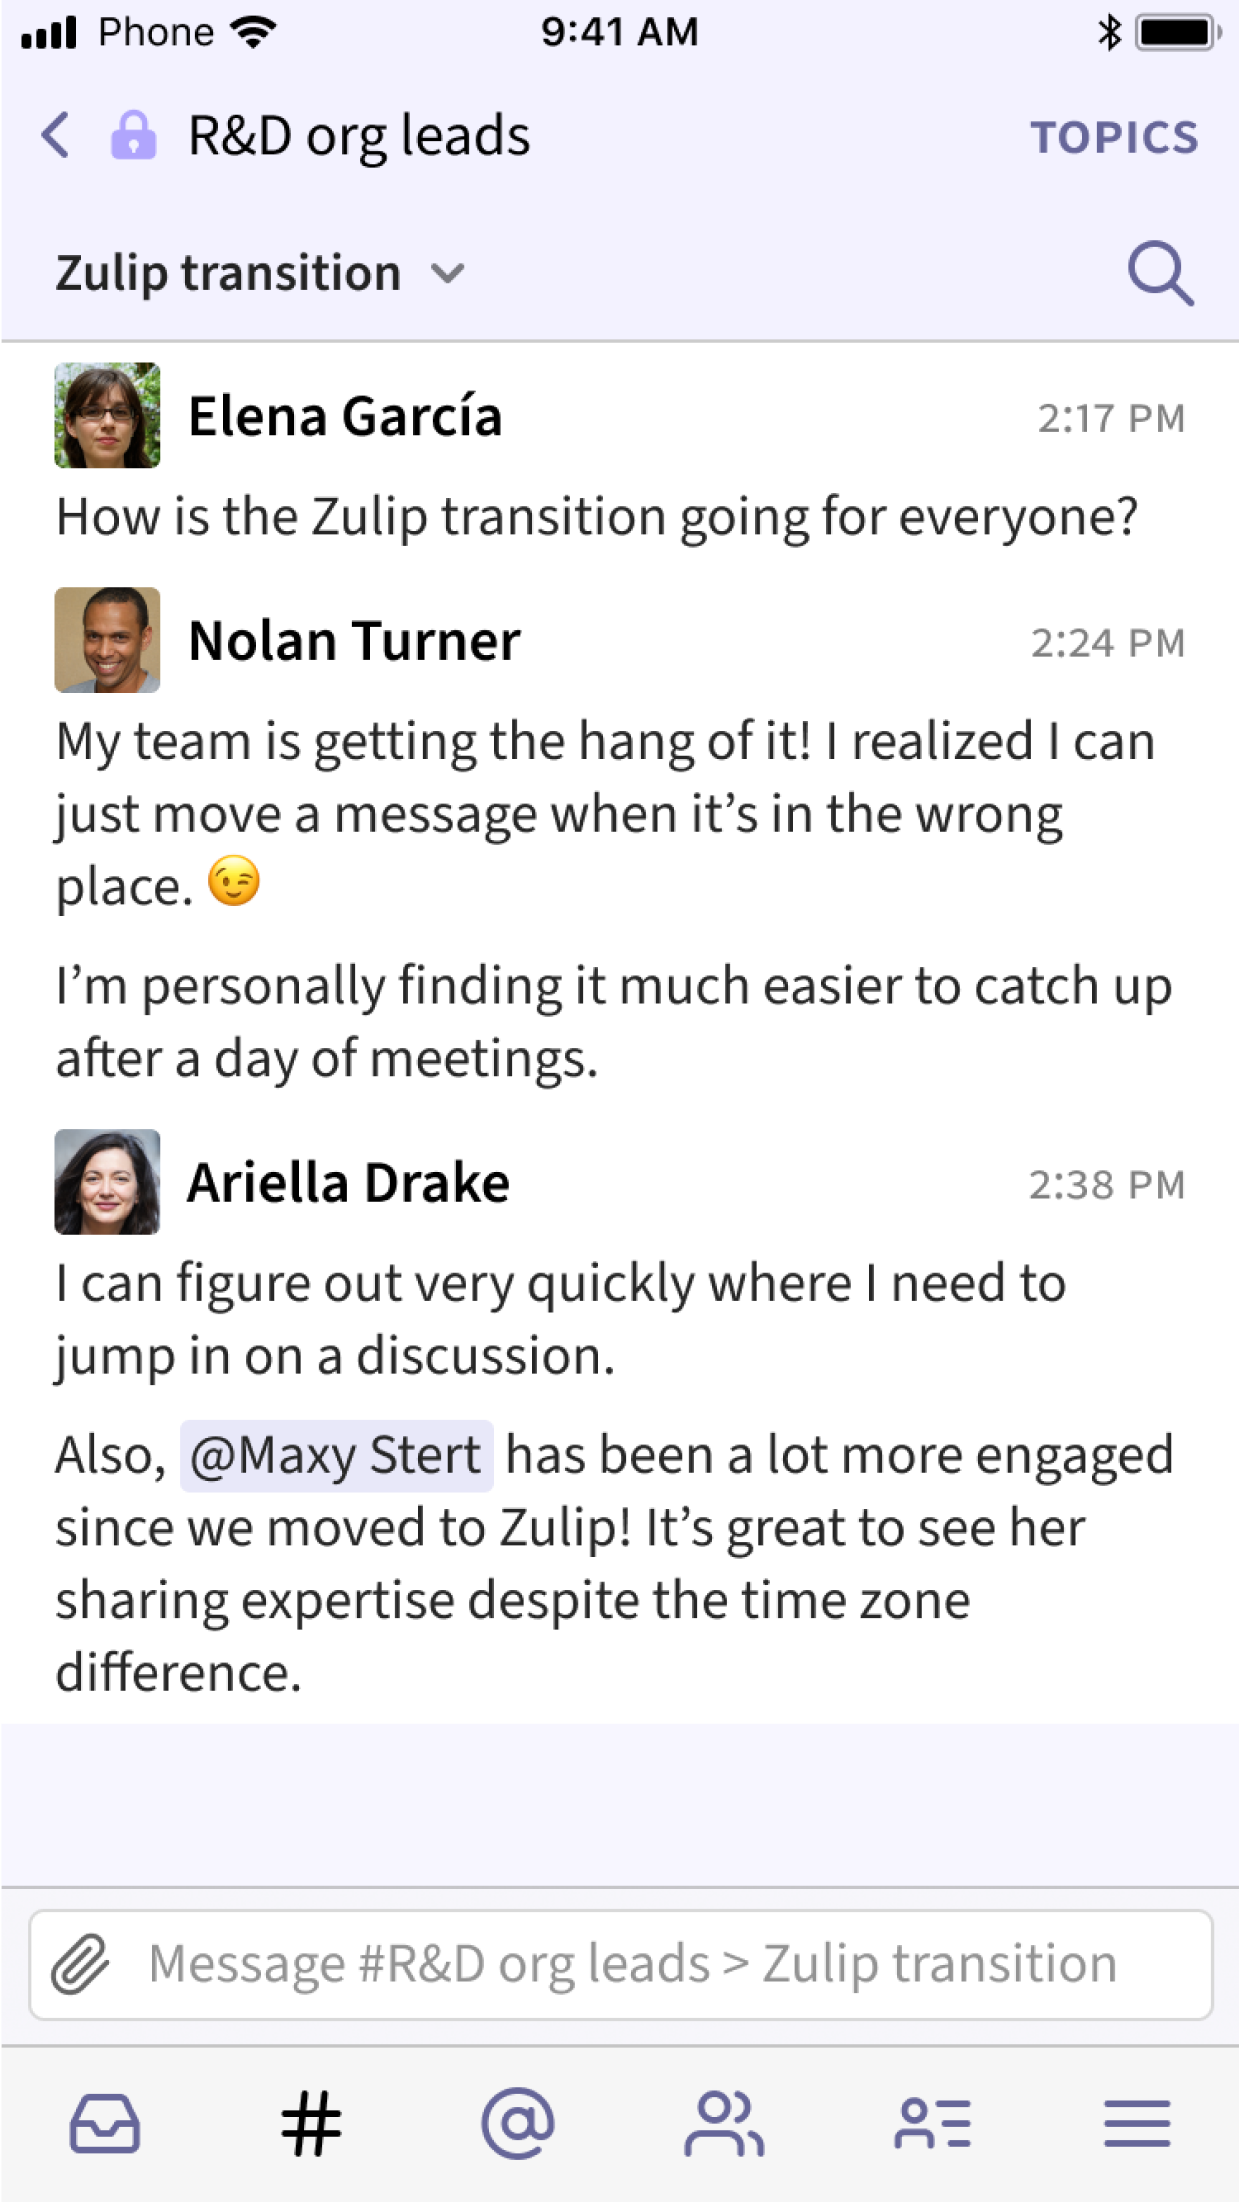 Phone 9:41 AM
R&D org leads TOPICS
Zulip transition
Elena García 2:17 PM
How is the Zulip transition going for everyone?
Nolan Turner 2:24 PM
My team is getting the hang of it! I realized I can
just move a message when it’s in the wrong
place. 😉
I’m personally finding it much easier to catch up
after a day of meetings.
Ariella Drake 2:38 PM
I can figure out very quickly where I need to
jump in on a discussion.
Also, @Maxy Stert has been a lot more engaged
since we moved to Zulip! It’s great to see her
sharing expertise despite the time zone
difference.
Message #R&D org leads > Zulip transition